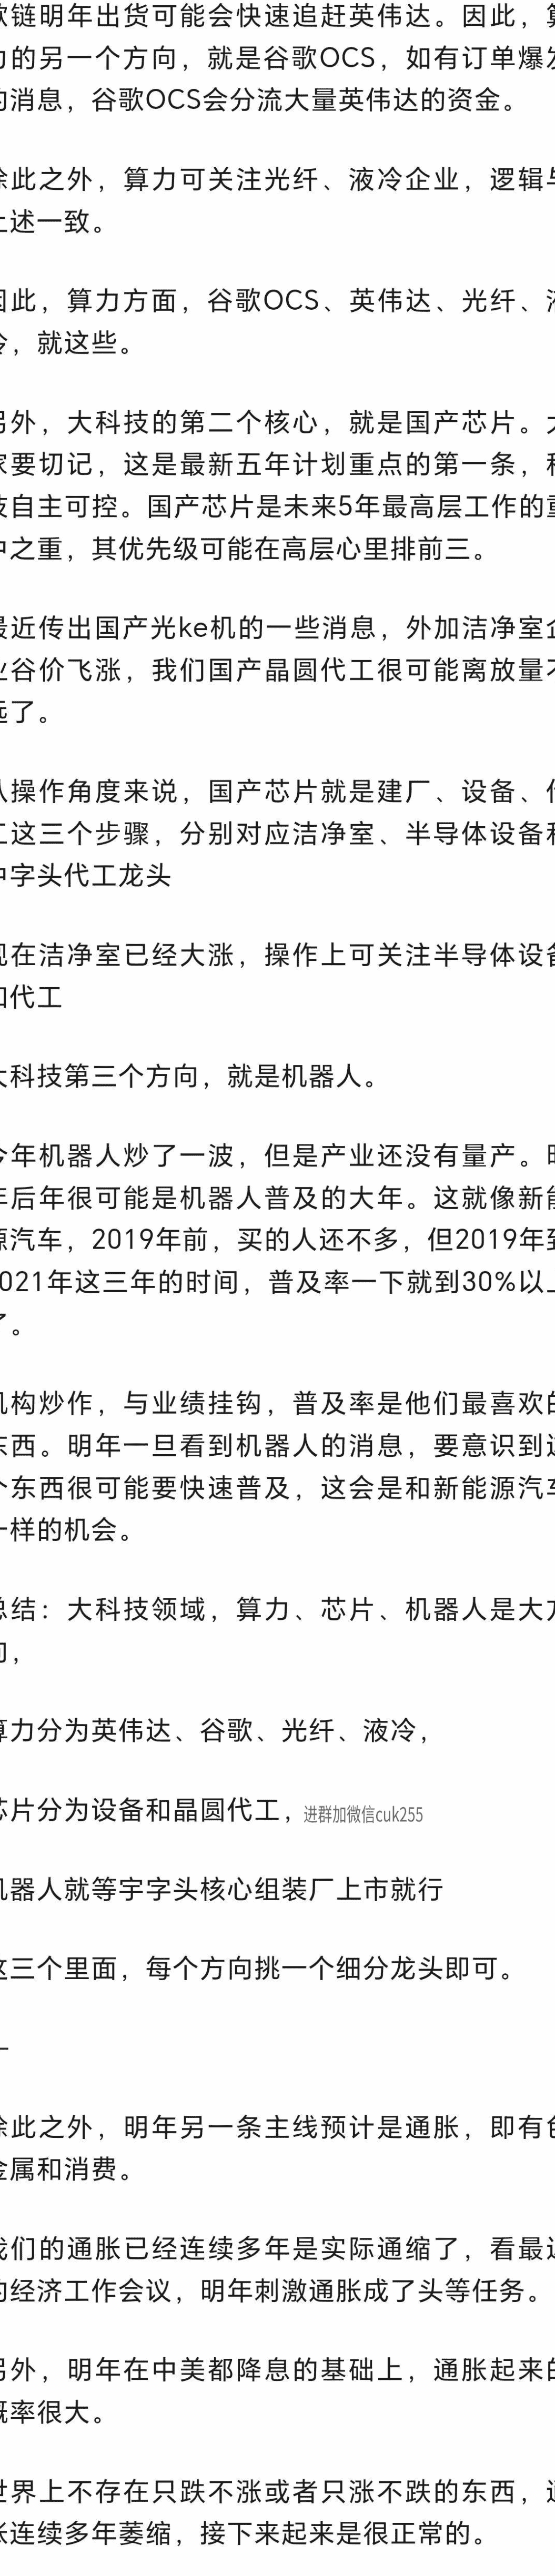 歌链明年出货可能会快速追赶英伟达。因此，算
力的另一个方向，就是谷歌OCS，如有订单爆发
的消息，谷歌OCS会分流大量英伟达的资金。
除此之外，算力可关注光纤、液冷企业，逻辑与
上述一致。
因此，算力方面，谷歌OCS、英伟达、光纤、液
冷，就这些。
另外，大科技的第二个核心，就是国产芯片。大
家要切记，这是最新五年计划重点的第一条，科
技自主可控。国产芯片是未来5年最高层工作的重
中之重，其优先级可能在高层心里排前三。
最近传出国产光ke机的一些消息，外加洁净室企
业谷价飞涨，我们国产晶圆代工很可能离放量不
远了。
从操作角度来说，国产芯片就是建厂、设备、代
工这三个步骤，分别对应洁净室、半导体设备和
中字头代工龙头
现在洁净室已经大涨，操作上可关注半导体设备
和代工
大科技第三个方向，就是机器人。
今年机器人炒了一波，但是产业还没有量产。明
年后年很可能是机器人普及的大年。这就像新能
源汽车，2019年前，买的人还不多，但2019年到
2021年这三年的时间，普及率一下就到30%以上
了。
机构炒作，与业绩挂钩，普及率是他们最喜欢的
东西。明年一旦看到机器人的消息，要意识到这
个东西很可能要快速普及，这会是和新能源汽车
一样的机会。
总结：大科技领域，算力、芯片、机器人是大方
向，
算力分为英伟达、谷歌、光纤、液冷，
芯片分为设备和晶圆代工，进群加微信cuk255
机器人就等宇字头核心组装厂上市就行
这三个里面，每个方向挑一个细分龙头即可。
—
除此之外，明年另一条主线预计是通胀，即有色
金属和消费。
我们的通胀已经连续多年是实际通缩了，看最近
的经济工作会议，明年刺激通胀成了头等任务。
另外，明年在中美都降息的基础上，通胀起来的
概率很大。
世界上不存在只跌不涨或者只涨不跌的东西，通
胀连续多年萎缩，接下来起来是很正常的。